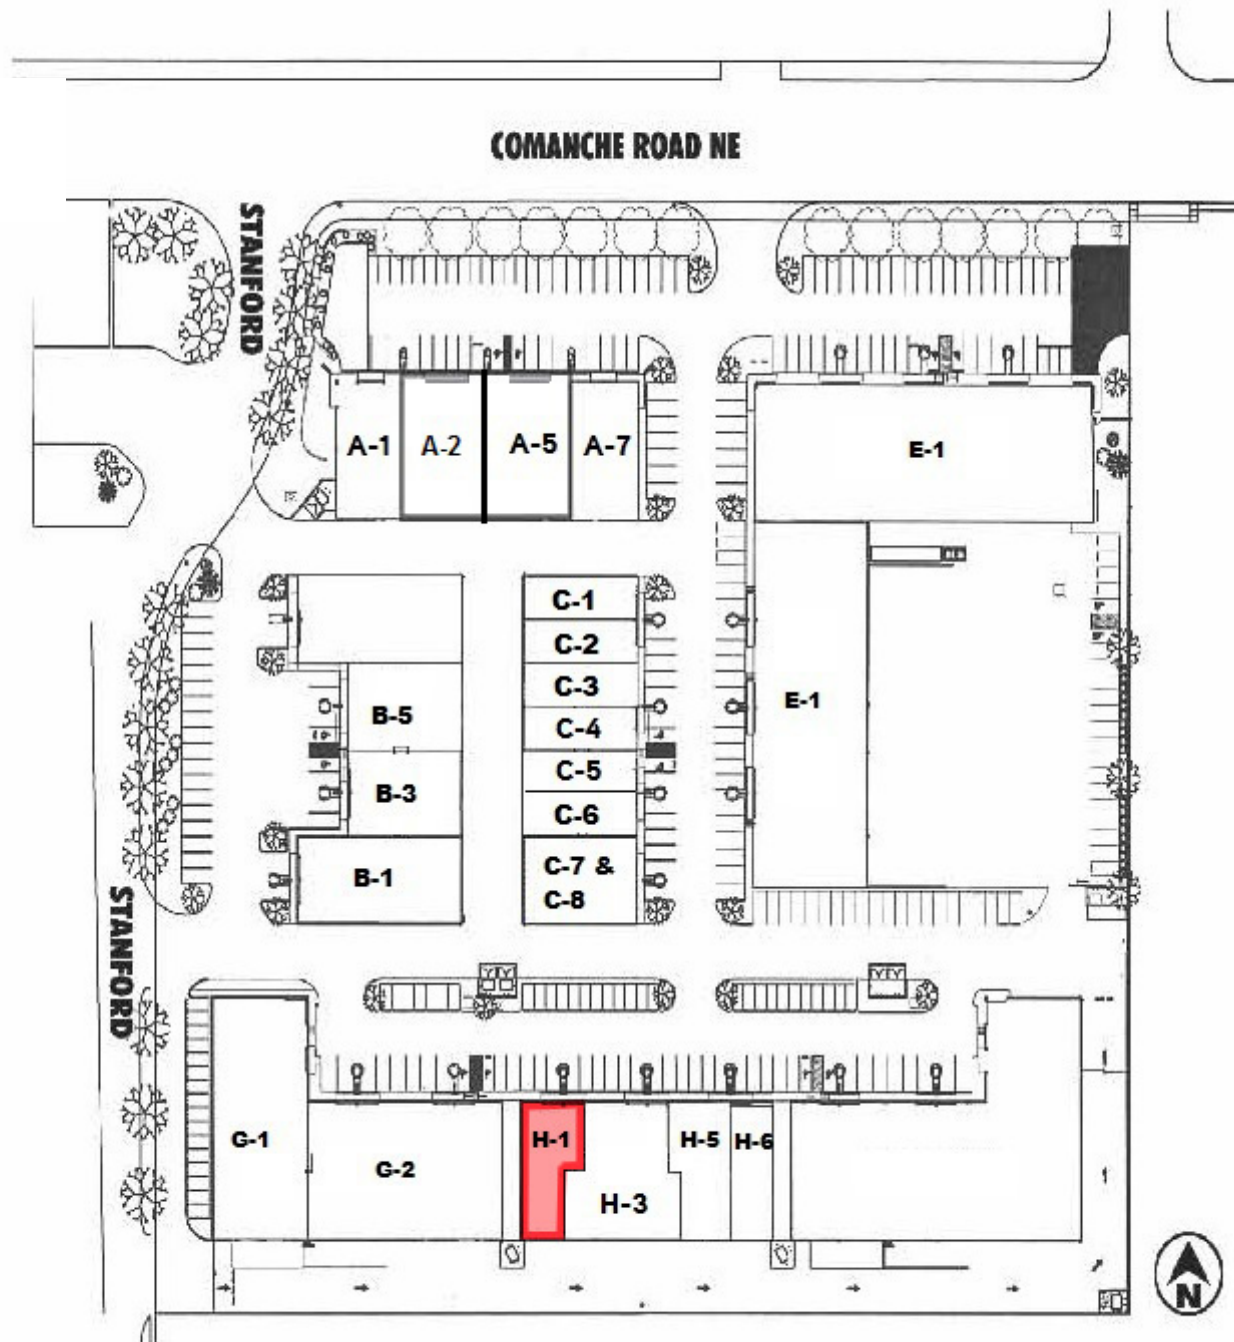 COMANCHE ROAD NE
STANFORD
A-1
A-2
A-5
A-7
E-1
C-1
C-2
C-3
C-4
C-5
C-6
C-7 &
C-8
B-5
B-3
B-1
E-1
STANFORD
G-1
G-2
H-1
H-3
H-5
H-6
N